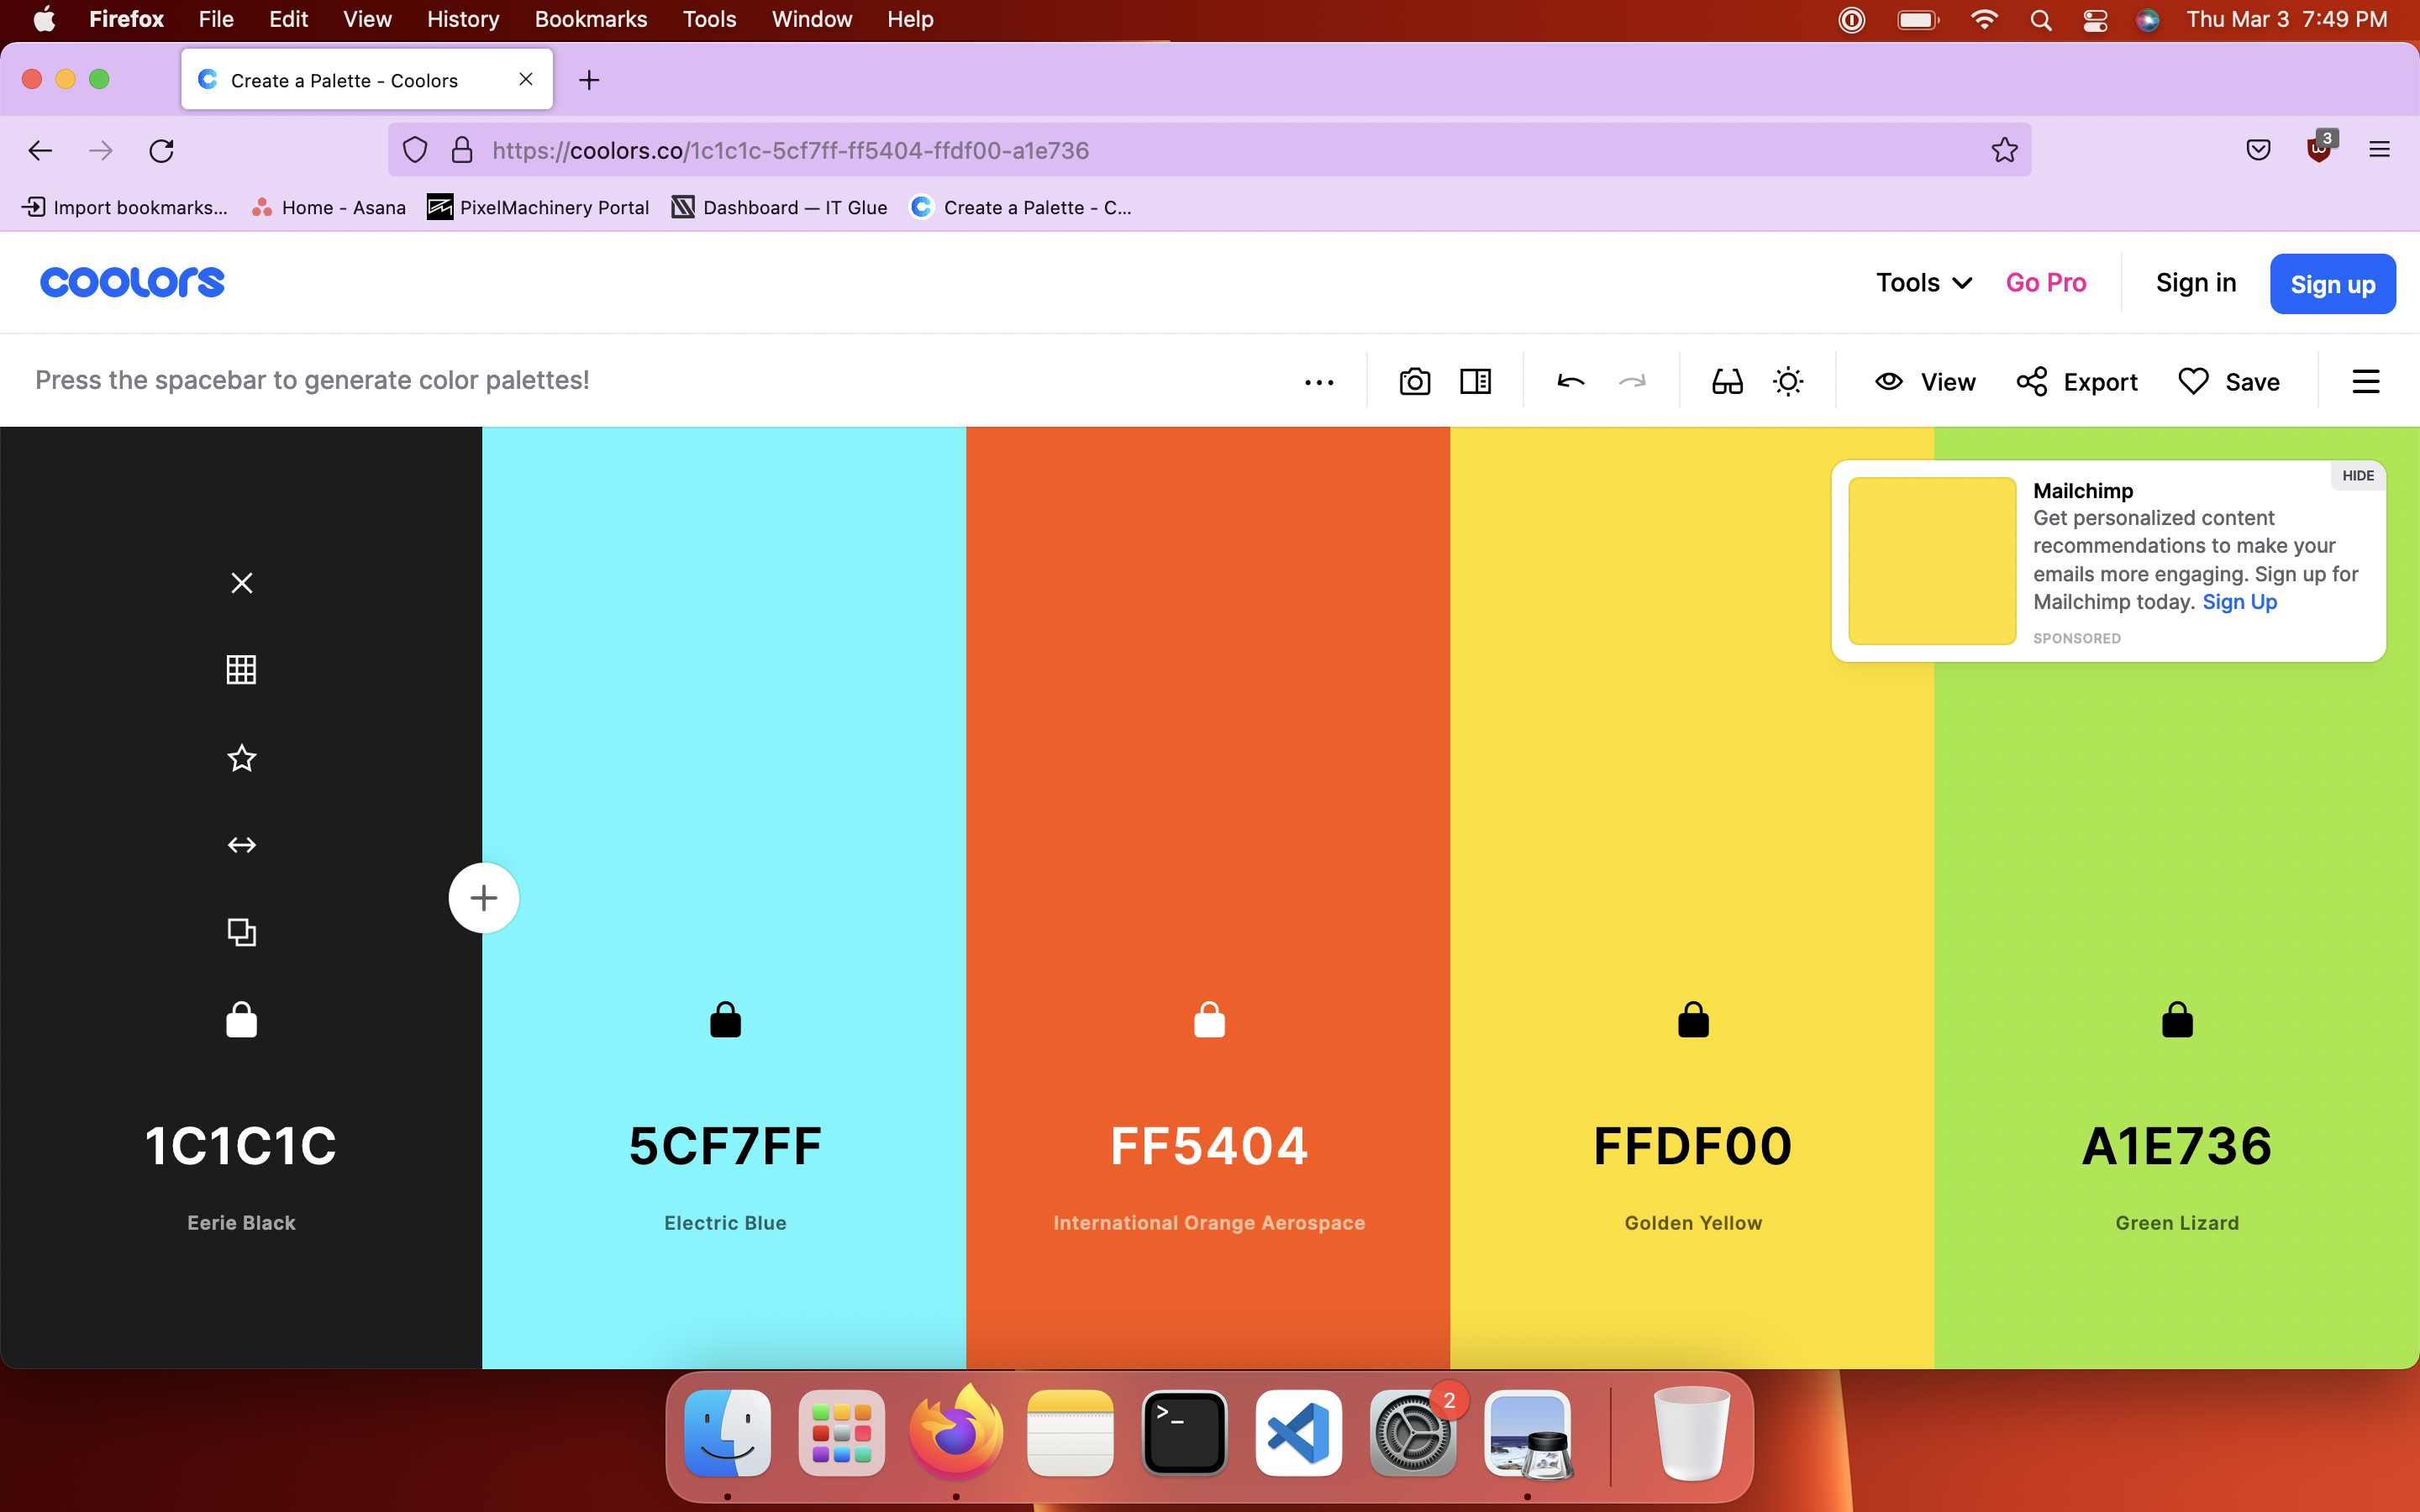 Firefox File Edit View History Bookmarks Tools Window Help Thu Mar 3 7:49 PM
Create a Palette - Coolors
https://coolors.co/1c1c1c-5cf7ff-ff5404-ffdf00-a1e736
3
Import bookmarks... Home - Asana PixelMachinery Portal Dashboard — IT Glue Create a Palette - C...
coolors
Tools Go Pro Sign in Sign up
Press the spacebar to generate color palettes!
View Export Save
HIDE
Mailchimp
Get personalized content
recommendations to make your
emails more engaging. Sign up for
Mailchimp today. Sign Up
SPONSORED
1C1C1C 5CF7FF FF5404 FFDF00 A1E736
Eerie Black Electric Blue International Orange Aerospace Golden Yellow Green Lizard
>_
2